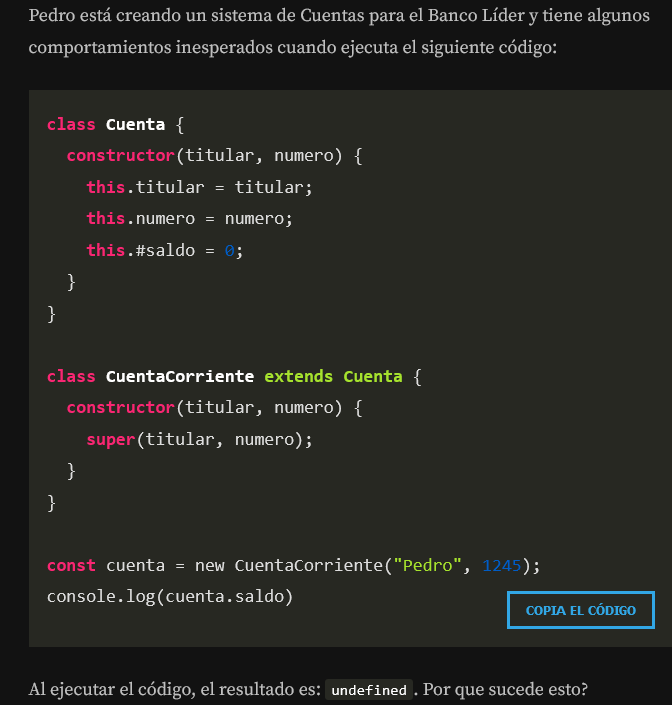 Pedro está creando un sistema de Cuentas para el Banco Líder y tiene algunos
comportamientos inesperados cuando ejecuta el siguiente código:
class Cuenta {
  constructor(titular, numero) {
    this.titular = titular;
    this.numero = numero;
    this.#saldo = 0;
  }
}
class CuentaCorriente extends Cuenta {
  constructor(titular, numero) {
    super(titular, numero);
  }
}
const cuenta = new CuentaCorriente("Pedro", 1245);
console.log(cuenta.saldo)
COPIA EL CÓDIGO
Al ejecutar el código, el resultado es: undefined. Por que sucede esto?